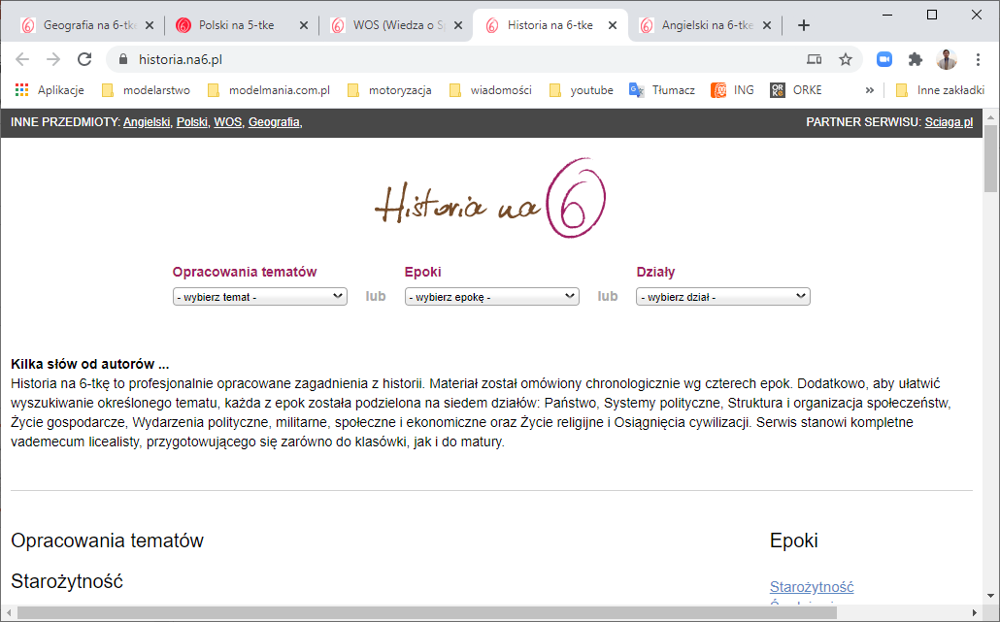 Geografia na 6-tk
Polski na 5-tke
WOS (Wiedza o S
Historia na 6-tke
Angielski na 6-tke
historia.na6.pl
Aplikacje modelarstwo modelmania.com.pl motoryzacja wiadomości youtube Tłumacz ING ORKE » Inne zakładki
INNE PRZEDMIOTY: Angielski, Polski, WOS, Geografia,
PARTNER SERWISU: Sciaga.pl
Historia na 6
Opracowania tematów Epoki Działy
- wybierz temat - lub - wybierz epokę - lub - wybierz dział -
Kilka słów od autorów ...
Historia na 6-tkę to profesjonalnie opracowane zagadnienia z historii. Materiał został omówiony chronologicznie wg czterech epok. Dodatkowo, aby ułatwić
wyszukiwanie określonego tematu, każda z epok została podzielona na siedem działów: Państwo, Systemy polityczne, Struktura i organizacja społeczeństw,
Życie gospodarcze, Wydarzenia polityczne, militarne, społeczne i ekonomiczne oraz Życie religijne i Osiągnięcia cywilizacji. Serwis stanowi kompletne
vademecum licealisty, przygotowującego się zarówno do klasówki, jak i do matury.
Opracowania tematów
Starożytność
Epoki
Starożytność